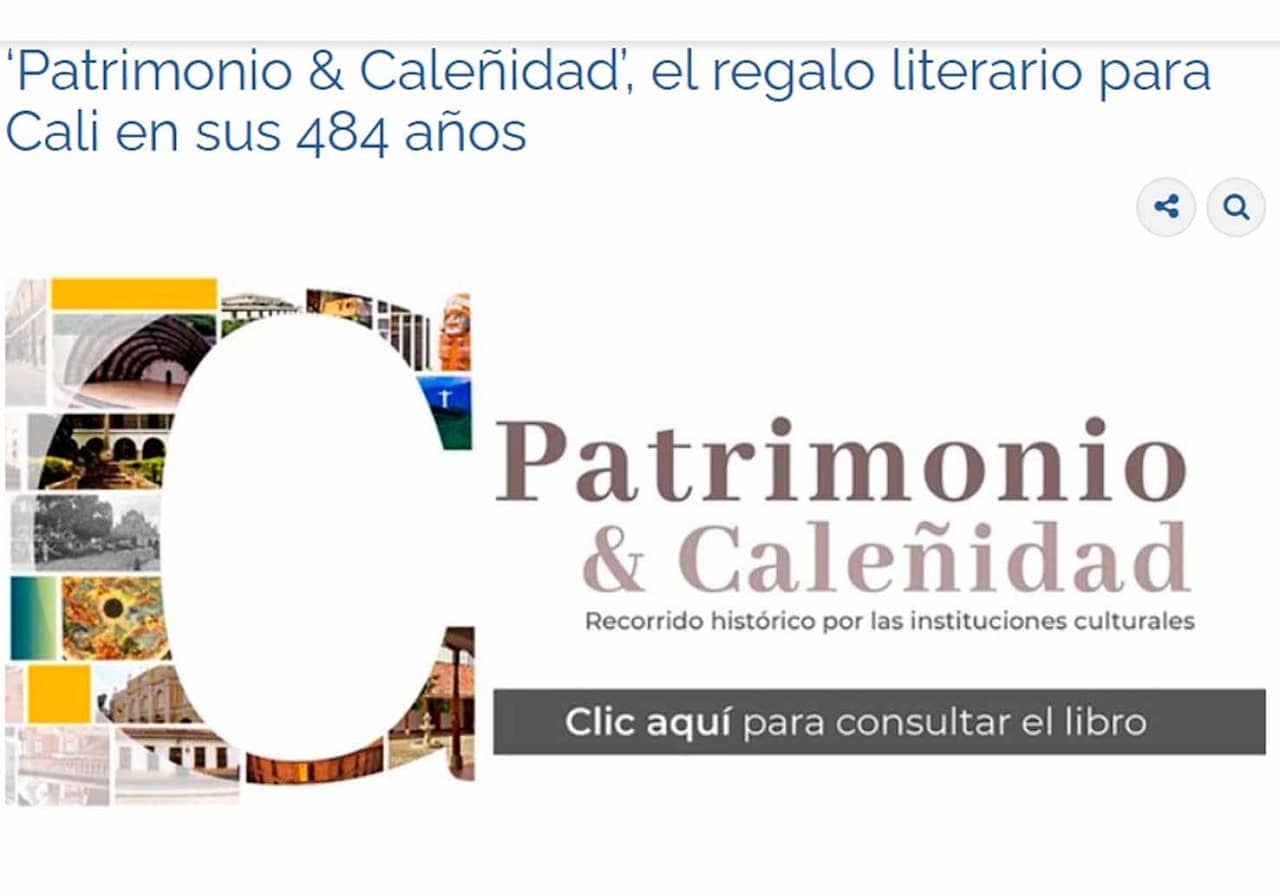 ‘Patrimonio & Caleñidad’, el regalo literario para
Cali en sus 484 años
Patrimonio
& Caleñidad
Recorrido histórico por las instituciones culturales
Clic aquí para consultar el libro